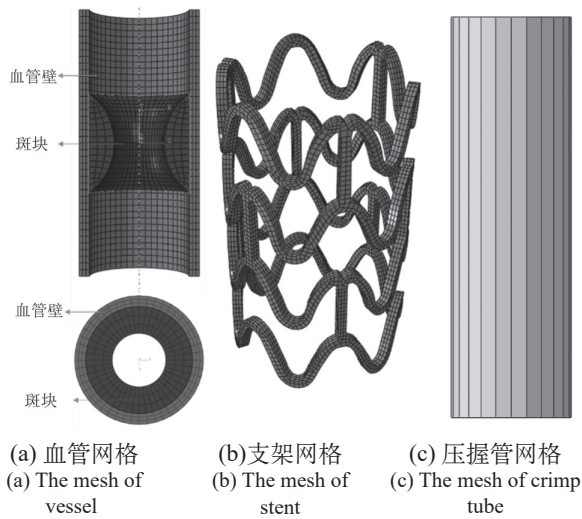 血管壁
斑块
血管壁
斑块
(a) 血管网格
(a) The mesh of
vessel
(b)支架网格
(b) The mesh of
stent
(c) 压握管网格
(c) The mesh of crimp
tube